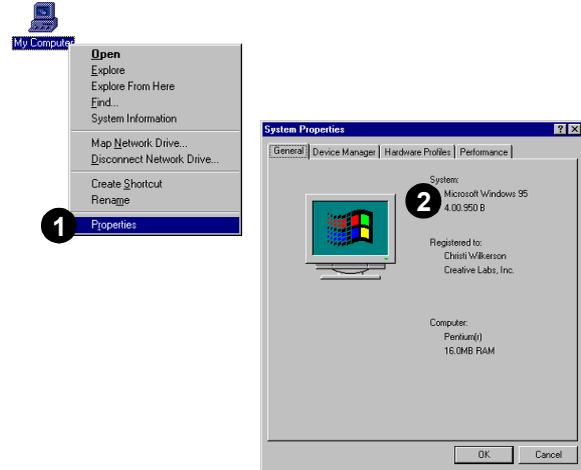 My Computer
Open
Explore
Explore From Here
Find...
System Information
Map Network Drive...
Disconnect Network Drive...
Create Shortcut
Rename
1
Properties
System Properties
? X
General Device Manager Hardware Profiles Performance
System:
2
Microsoft Windows 95
4.00.950 B
Registered to:
Christi Wilkerson
Creative Labs, Inc.
Computer:
Pentium(r)
16.0MB RAM
OK Cancel